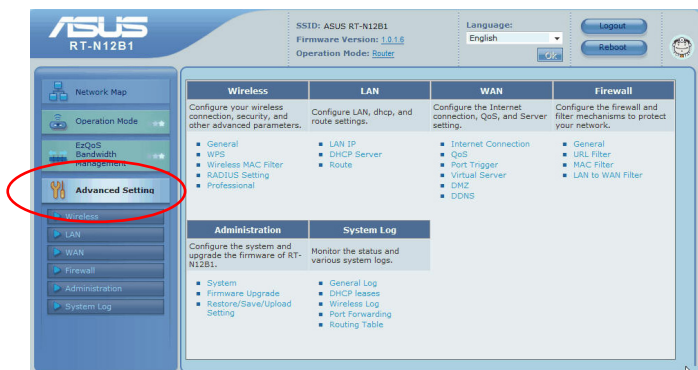 ASUS
RT-N12B1
SSID: ASUS RT-N12B1
Firmware Version: 1.0.1.6
Operation Mode: Router
Language:
English
OK
Logout
Reboot
Network Map
Operation Mode
EzQoS
Bandwidth
Management
Advanced Setting
Wireless
LAN
WAN
Firewall
Administration
System Log
Wireless
Configure your wireless
connection, security, and
other advanced parameters.
General
WPS
Wireless MAC Filter
RADIUS Setting
Professional
LAN
Configure LAN, dhcp, and
route settings.
LAN IP
DHCP Server
Route
WAN
Configure the Internet
connection, QoS, and Server
setting.
Internet Connection
QoS
Port Trigger
Virtual Server
DMZ
DDNS
Firewall
Configure the firewall and
filter mechanisms to protect
your network.
General
URL Filter
MAC Filter
LAN to WAN Filter
Administration
Configure the system and
upgrade the firmware of RT-
N12B1.
System
Firmware Upgrade
Restore/Save/Upload
Setting
System Log
Monitor the status and
various system logs.
General Log
DHCP leases
Wireless Log
Port Forwarding
Routing Table